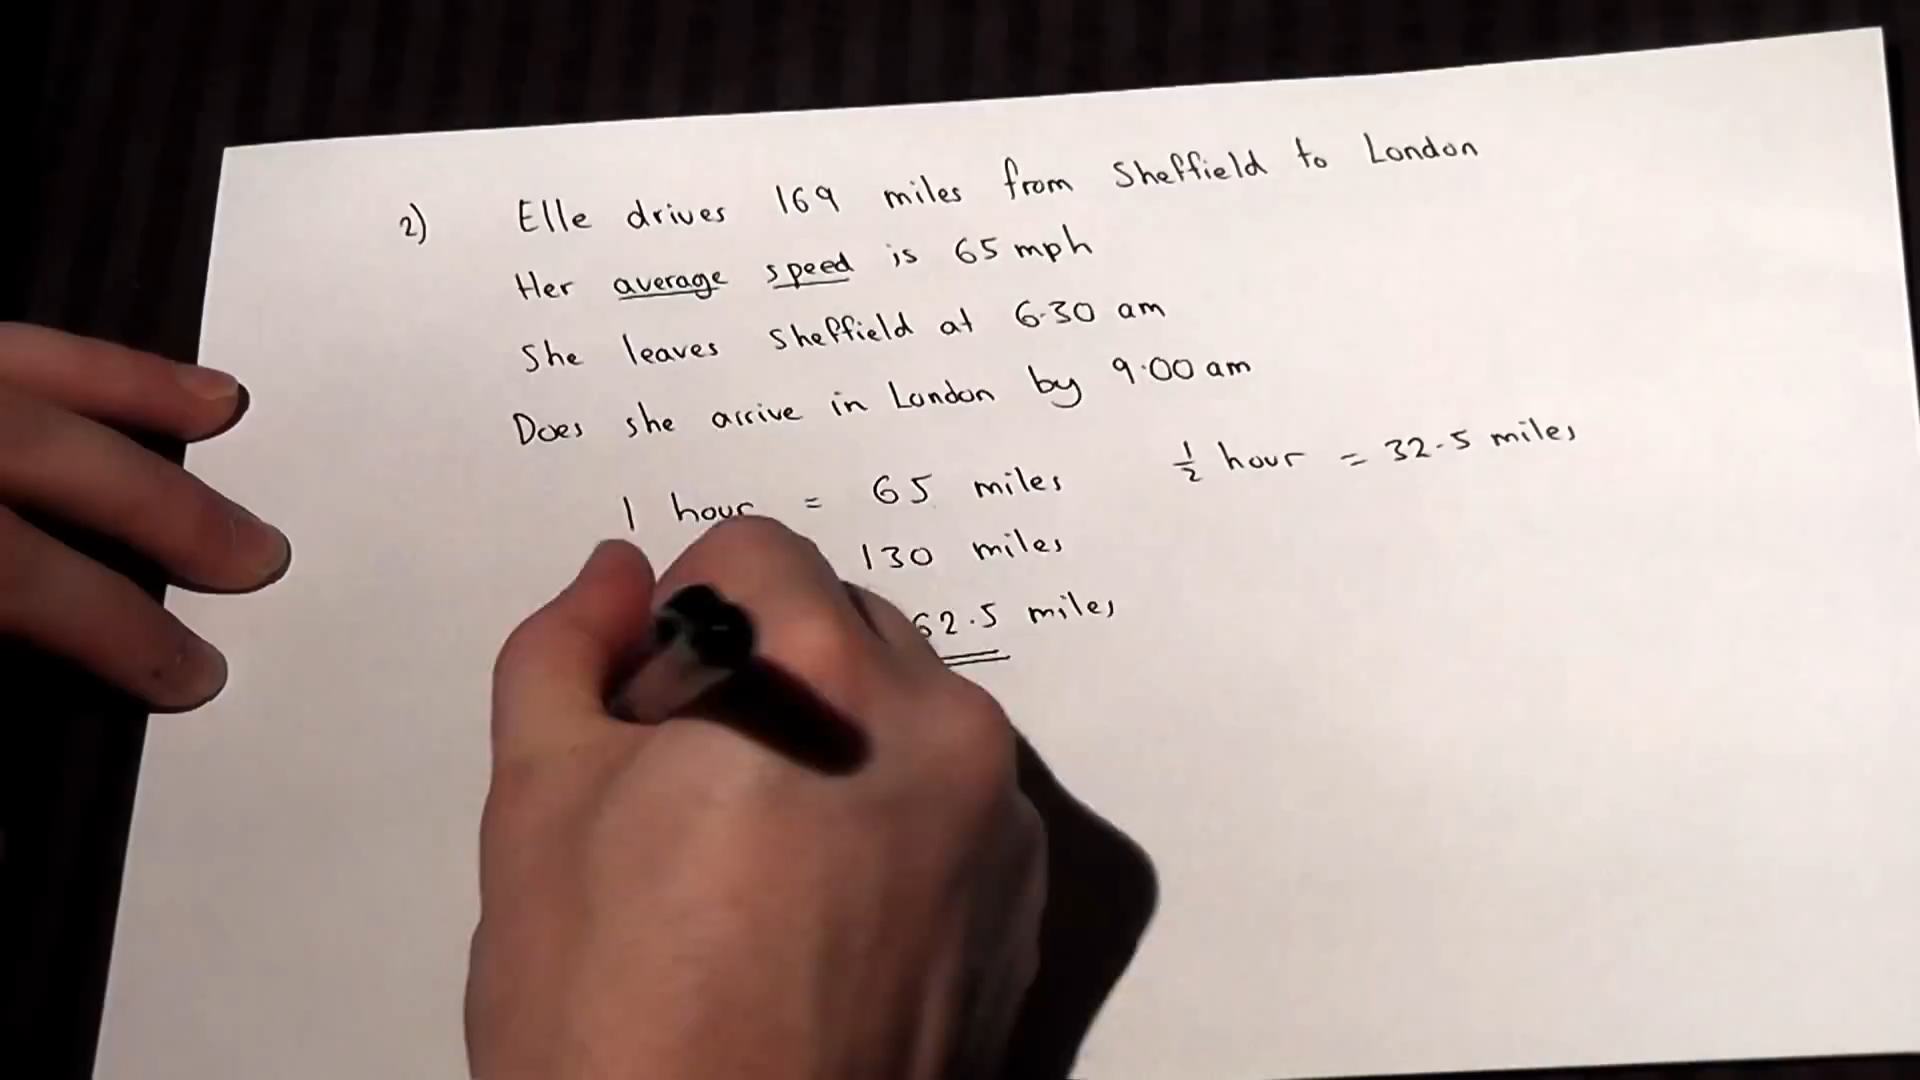 2) Elle drives 169 miles from Sheffield to London
Her average speed is 65 mph
She leaves Sheffield at 6.30 am
Does she arrive in London by 9.00 am
1 hour = 65 miles ½ hour = 32.5 miles
130 miles
62.5 miles